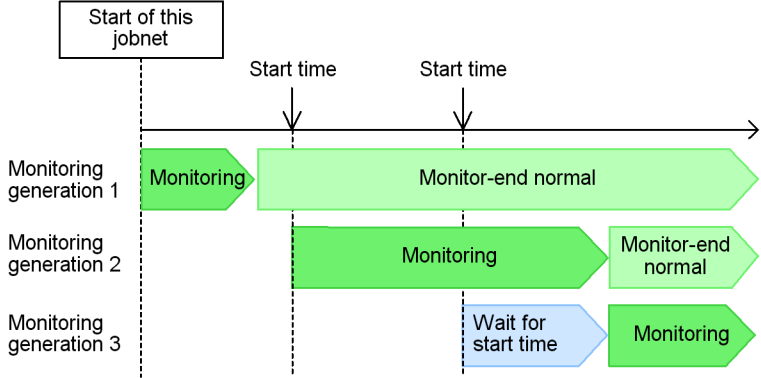 Start of this
jobnet
Start time
Start time
Monitoring
generation 1
Monitoring
Monitor-end normal
Monitoring
generation 2
Monitoring
Monitor-end
normal
Monitoring
generation 3
Wait for
start time
Monitoring